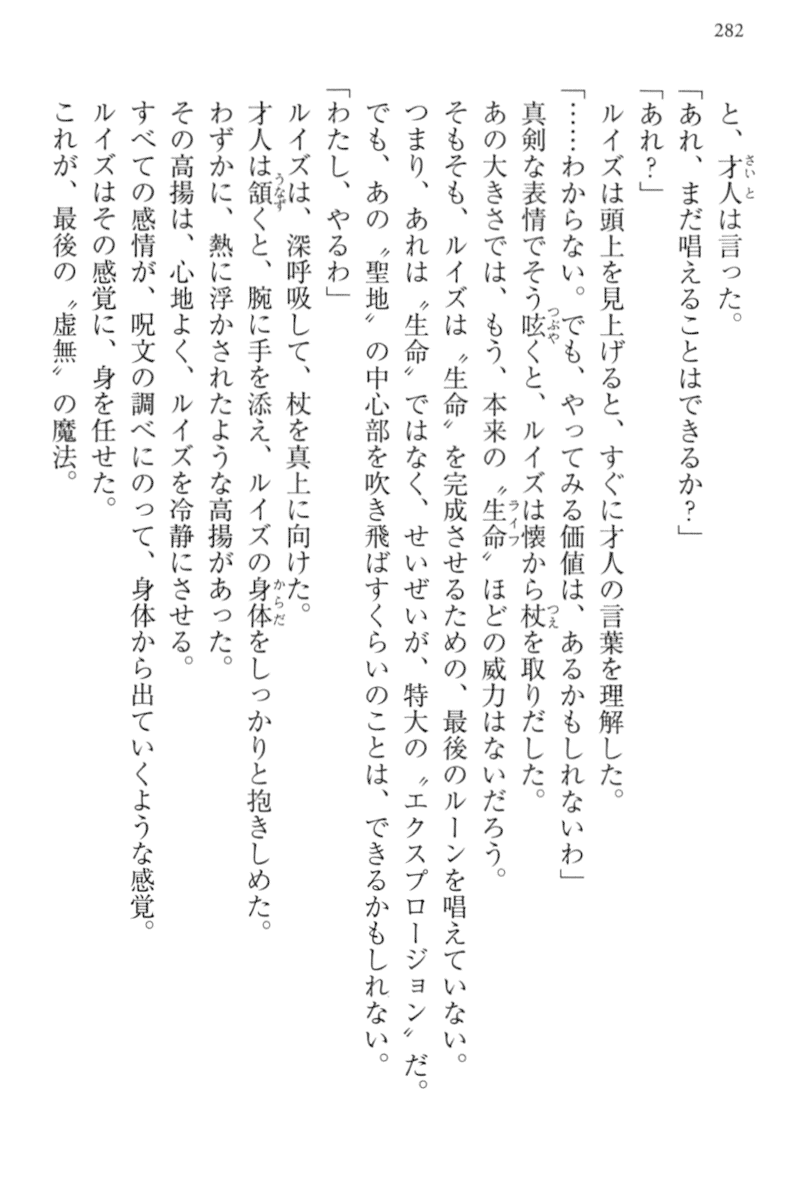 282
と、才人は言った。
「あれ、まだ唱えることはできるか？」
「あれ？」
ルイズは頭上を見上げると、すぐに才人の言葉を理解した。
「……わからない。でも、やってみる価値は、あるかもしれないわ」
真剣な表情でそう呟くと、ルイズは懐から杖を取りだした。
あの大きさでは、もう、本来の〝生命〟ほどの威力はないだろう。
そもそも、ルイズは〝生命〟を完成させるための、最後のルーンを唱えていない。
つまり、あれは〝生命〟ではなく、せいぜいが、特大の〝エクスプロージョン〟だ。
でも、あの〝聖地〟の中心部を吹き飛ばすくらいのことは、できるかもしれない。
「わたし、やるわ」
ルイズは、深呼吸して、杖を真上に向けた。
才人は頷くと、腕に手を添え、ルイズの身体をしっかりと抱きしめた。
わずかに、熱に浮かされたような高揚があった。
その高揚は、心地よく、ルイズを冷静にさせる。
すべての感情が、呪文の調べにのって、身体から出ていくような感覚。
ルイズはその感覚に、身を任せた。
これが、最後の〝虚無〟の魔法。